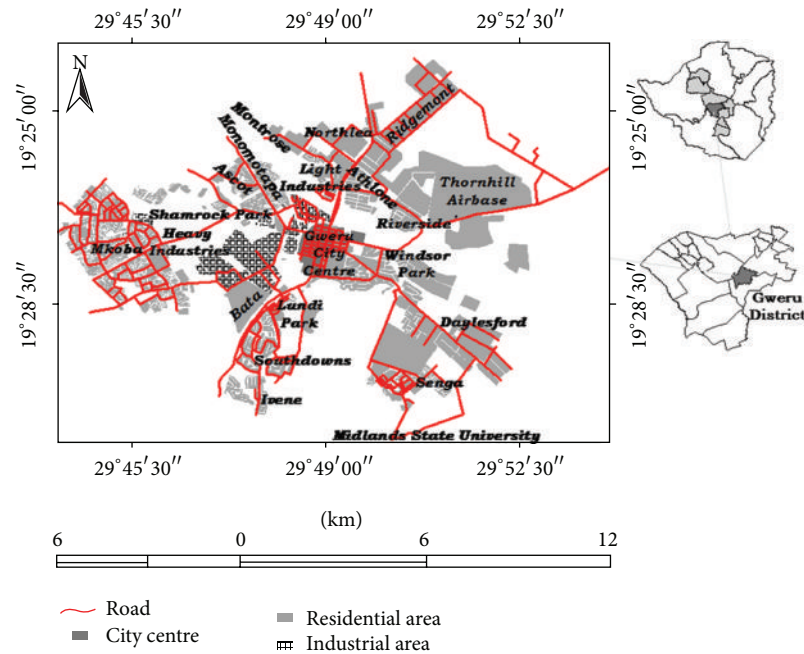 29°45′30″ 29°49′00″ 29°52′30″
N
19°25′00″
19°28′30″
19°25′00″
19°28′30″
Montrose
Monomotapa
Northlea
Ridgemont
Ascot
Light
Industries
Athlone
Thornhill
Airbase
Shamrock Park
Riverside
Mkoba
Heavy
Industries
Gweru
City
Centre
Windsor
Park
Bata
Lundi
Park
Daylesford
Southdowns
Senga
Ivene
Midlands State University
Gweru
District
29°45′30″ 29°49′00″ 29°52′30″
(km)
6 0 6 12
Road
City centre
Residential area
Industrial area